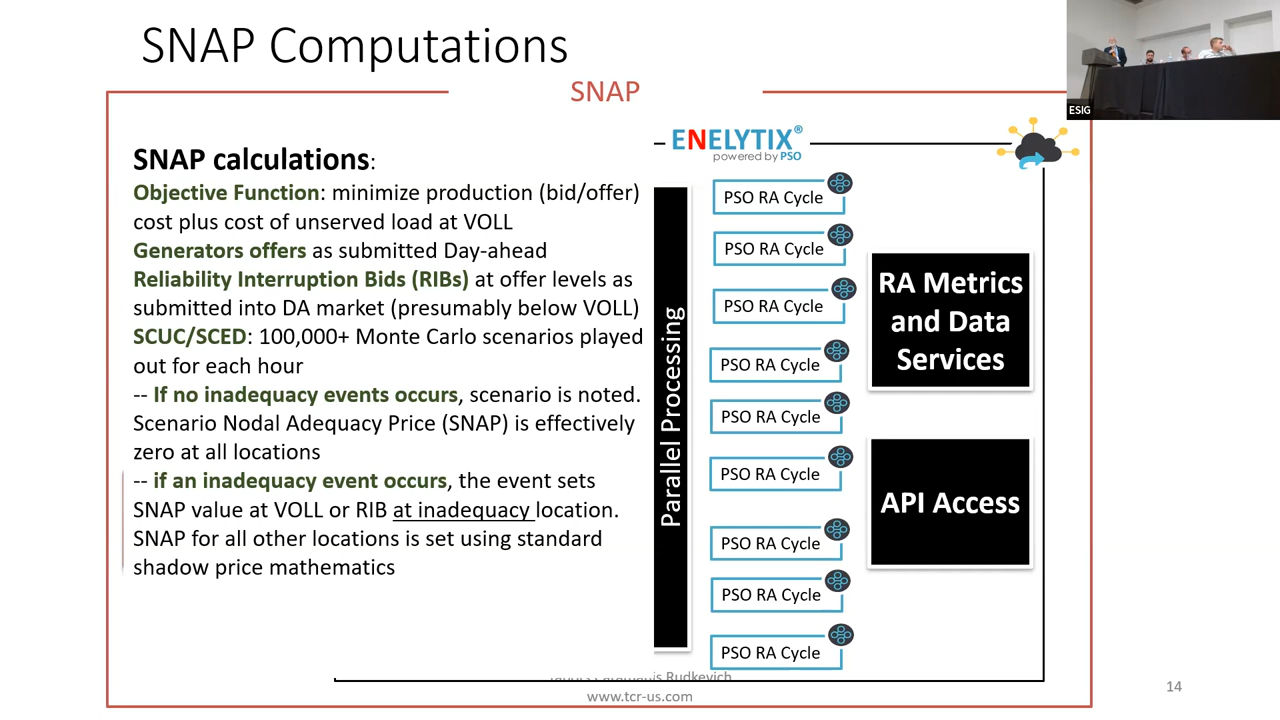 SNAP Computations
ESIG
SNAP
SNAP calculations:
Objective Function: minimize production (bid/offer)
cost plus cost of unserved load at VOLL
Generators offers as submitted Day-ahead
Reliability Interruption Bids (RIBs) at offer levels as
submitted into DA market (presumably below VOLL)
SCUC/SCED: 100,000+ Monte Carlo scenarios played
out for each hour
-- If no inadequacy events occurs, scenario is noted.
Scenario Nodal Adequacy Price (SNAP) is effectively
zero at all locations
-- if an inadequacy event occurs, the event sets
SNAP value at VOLL or RIB at inadequacy location.
SNAP for all other locations is set using standard
shadow price mathematics
ENELYTIX®
powered by PSO
Parallel Processing
PSO RA Cycle
PSO RA Cycle
PSO RA Cycle
PSO RA Cycle
PSO RA Cycle
PSO RA Cycle
PSO RA Cycle
PSO RA Cycle
PSO RA Cycle
RA Metrics
and Data
Services
API Access
Rudkevich
www.tcr-us.com
14